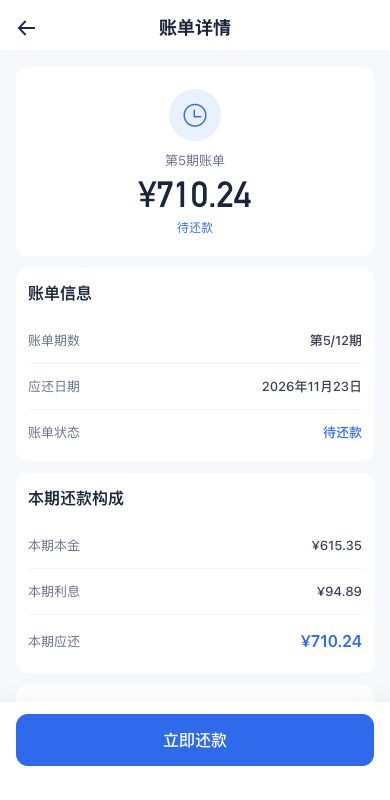 账单详情
第5期账单
¥710.24
待还款
账单信息
账单期数 第5/12期
应还日期 2026年11月23日
账单状态 待还款
本期还款构成
本期本金 ¥615.35
本期利息 ¥94.89
本期应还 ¥710.24
立即还款